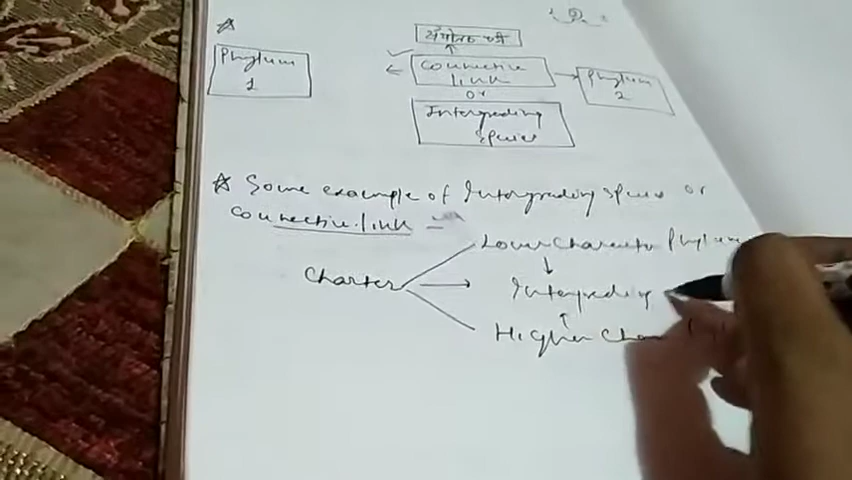 संयोजक कड़ी
Phylum
1
Connective
link
Phylum
2
or
Intergrading
Species
Some example of Intergrading species or
connective link
Charter
Lower Character Phylum
Intergrading
Higher Char